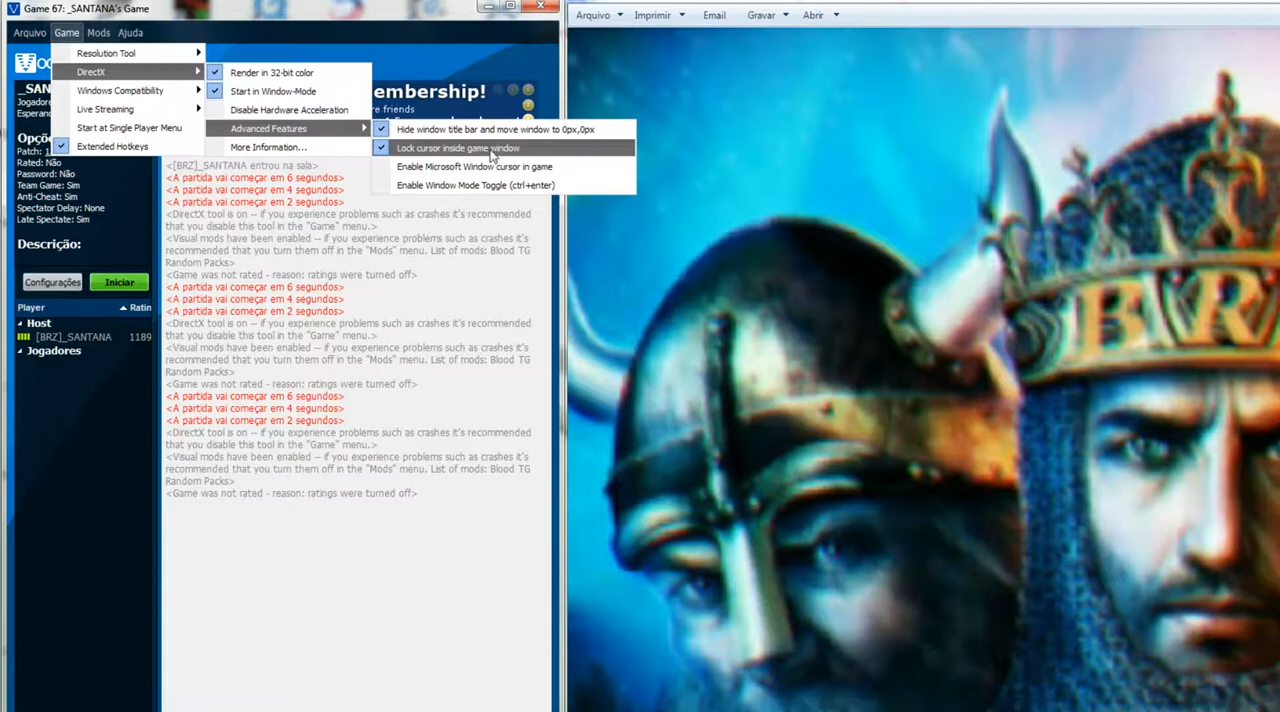 Game 67: _SANTANA's Game
Arquivo Game Mods Ajuda
Resolution Tool
DirectX
Windows Compatibility
Live Streaming
Start at Single Player Menu
Extended Hotkeys
Render in 32-bit color
Start in Window-Mode
Disable Hardware Acceleration
Advanced Features
More Information...
Hide window title bar and move window to 0px,0px
Lock cursor inside game window
Enable Microsoft Window cursor in game
Enable Window Mode Toggle (ctrl+enter)
embership!
re friends
_SANT
Jogadore
Esperan
Opçõe
Patch: 1
Rated: Não
Password: Não
Team Game: Sim
Anti-Cheat: Sim
Spectator Delay: None
Late Spectate: Sim
Descrição:
Configurações Iniciar
Player Ratin
Host
[BRZ]_SANTANA 1189
Jogadores
<[BRZ]_SANTANA entrou na sala>
<A partida vai começar em 6 segundos>
<A partida vai começar em 4 segundos>
<A partida vai começar em 2 segundos>
<DirectX tool is on -- if you experience problems such as crashes it's recommended
that you disable this tool in the "Game" menu.>
<Visual mods have been enabled -- if you experience problems such as crashes it's
recommended that you turn them off in the "Mods" menu. List of mods: Blood TG
Random Packs>
<Game was not rated - reason: ratings were turned off>
<A partida vai começar em 6 segundos>
<A partida vai começar em 4 segundos>
<A partida vai começar em 2 segundos>
<DirectX tool is on -- if you experience problems such as crashes it's recommended
that you disable this tool in the "Game" menu.>
<Visual mods have been enabled -- if you experience problems such as crashes it's
recommended that you turn them off in the "Mods" menu. List of mods: Blood TG
Random Packs>
<Game was not rated - reason: ratings were turned off>
<A partida vai começar em 6 segundos>
<A partida vai começar em 4 segundos>
<A partida vai começar em 2 segundos>
<DirectX tool is on -- if you experience problems such as crashes it's recommended
that you disable this tool in the "Game" menu.>
<Visual mods have been enabled -- if you experience problems such as crashes it's
recommended that you turn them off in the "Mods" menu. List of mods: Blood TG
Random Packs>
<Game was not rated - reason: ratings were turned off>
Arquivo Imprimir Email Gravar Abrir
BR